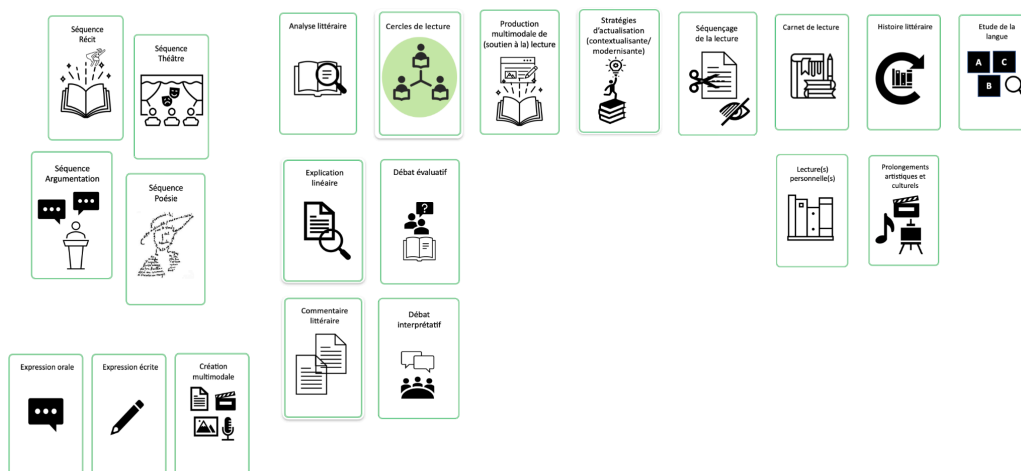 Séquence
Récit
Séquence
Théâtre
Séquence
Argumentation
Séquence
Poésie
Analyse littéraire
Cercles de lecture
Production
multimodale de
(soutien à la) lecture
Stratégies
d'actualisation
(contextualisante/
modernisante)
Séquençage
de la lecture
Carnet de lecture
Histoire littéraire
Etude de la
langue
A
C
B
Explication
linéaire
Débat évaluatif
?
Lecture(s)
personnelle(s)
Prolongements
artistiques et
culturels
Commentaire
littéraire
Débat
interprétatif
Expression orale
Expression écrite
Création
multimodale